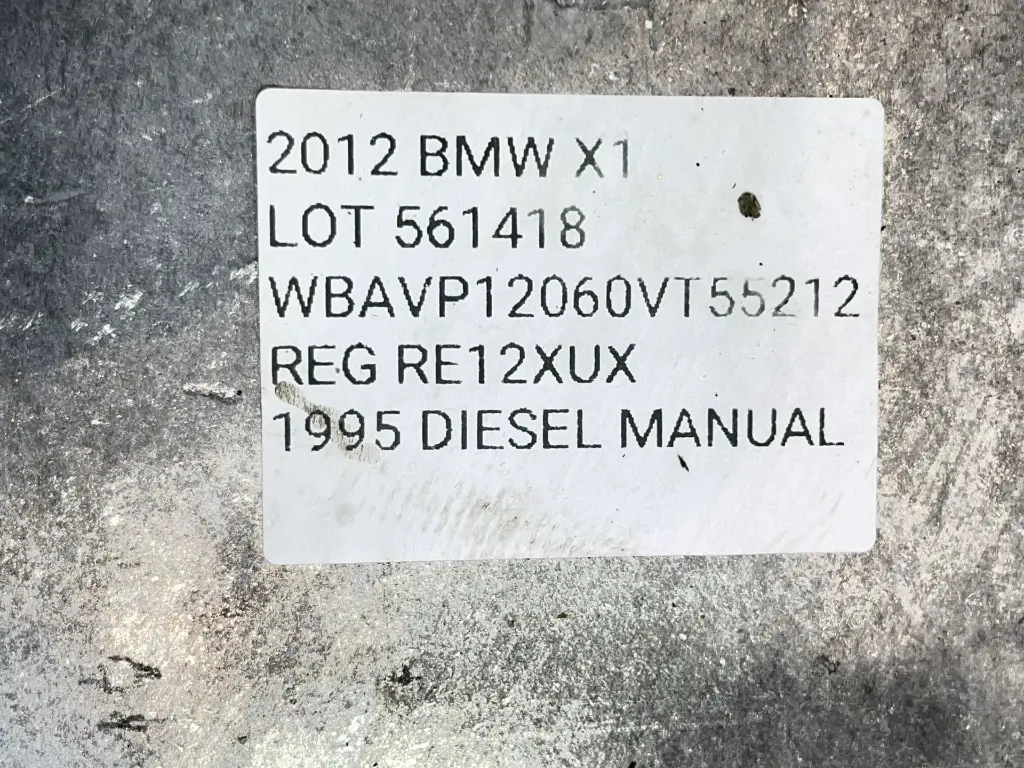 2012 BMW X1
LOT 561418
WBAVP12060VT55212
REG RE12XUX
1995 DIESEL MANUAL